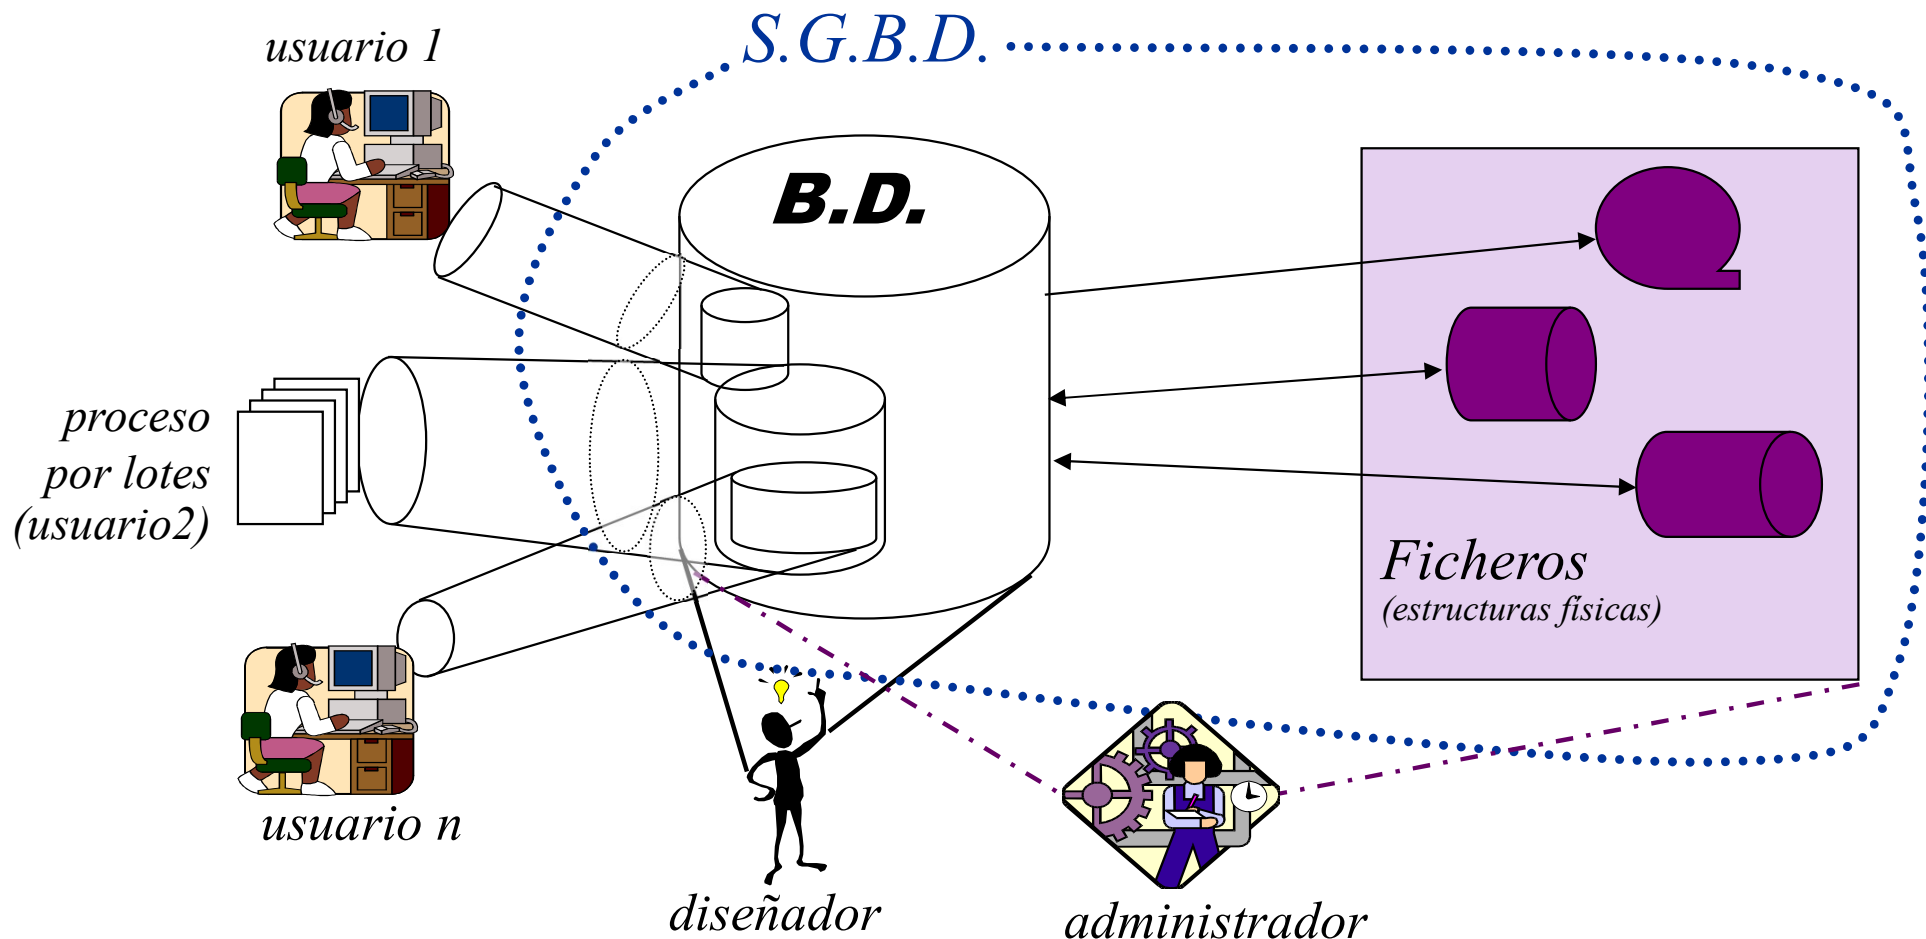 S.G.B.D.
usuario 1
B.D.
proceso
por lotes
(usuario2)
Ficheros
(estructuras físicas)
usuario n
diseñador
administrador